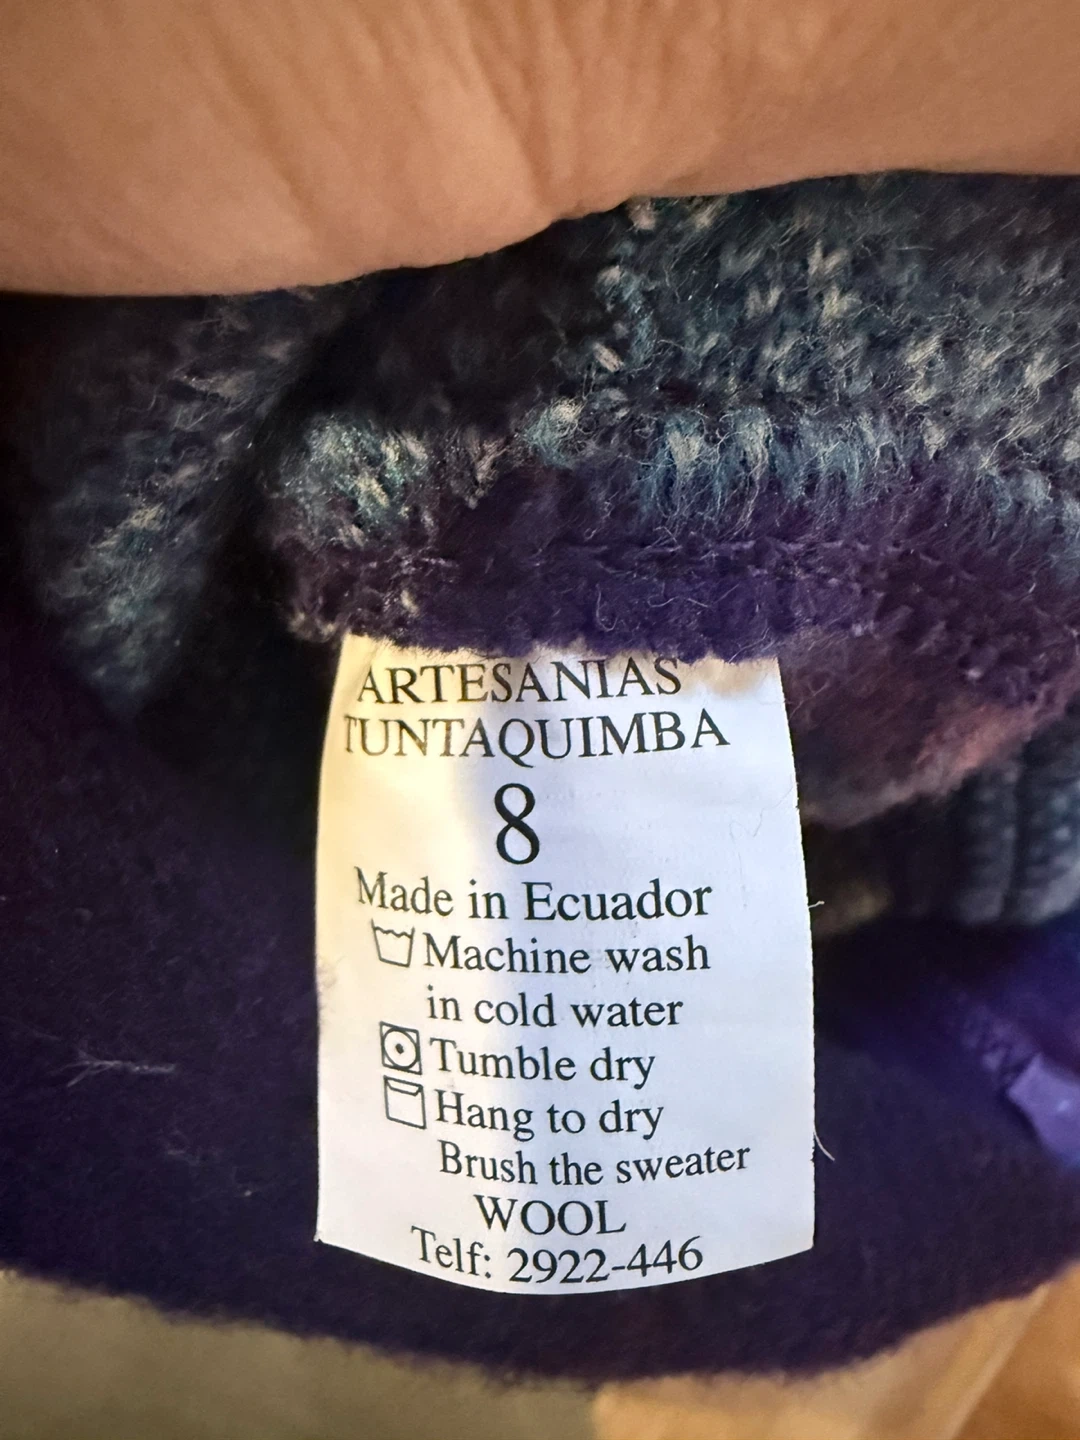 ARTESANIAS
TUNTAQUIMBA
8
Made in Ecuador
Machine wash
in cold water
Tumble dry
Hang to dry
Brush the sweater
WOOL
Telf: 2922-446